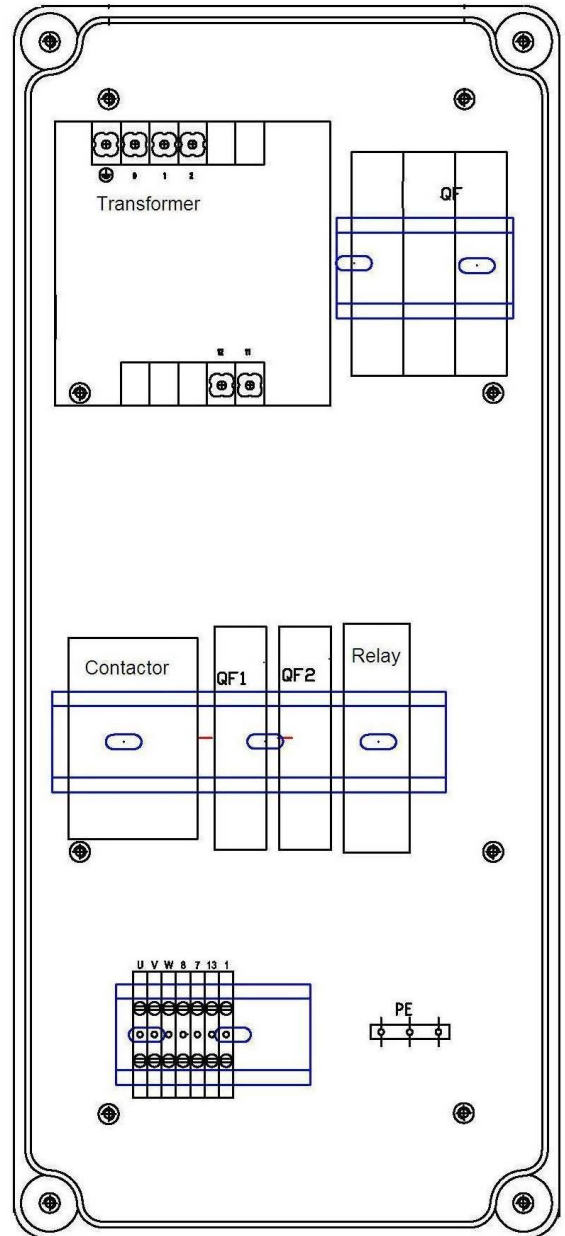 0 1 2
Transformer
QF
12 11
Contactor
QF1
QF2
Relay
U V W 8 7 13 1
PE